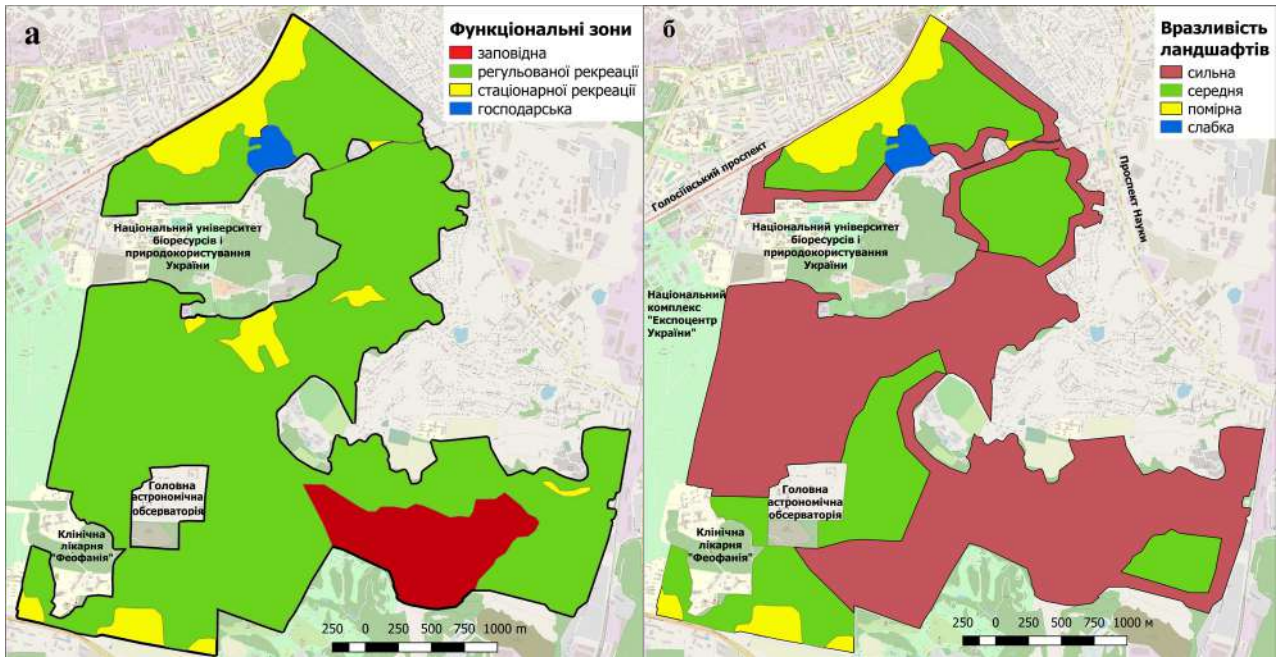 а
Функціональні зони
заповідна
регульованої рекреації
стаціонарної рекреації
господарська
Національний університет
біоресурсів і
природокористування
України
Головна
астрономічна
обсерваторія
Клінічна
лікарня
"Феофанія"
250 0 250 500 750 1000 m
б
Вразливість
ландшафтів
сильна
середня
помірна
слабка
Голосіївський проспект
Проспект Науки
Національний університет
біоресурсів і
природокористування
України
Національний
комплекс
"Експоцентр
України"
Головна
астрономічна
обсерваторія
Клінічна
лікарня
"Феофанія"
250 0 250 500 750 1000 м